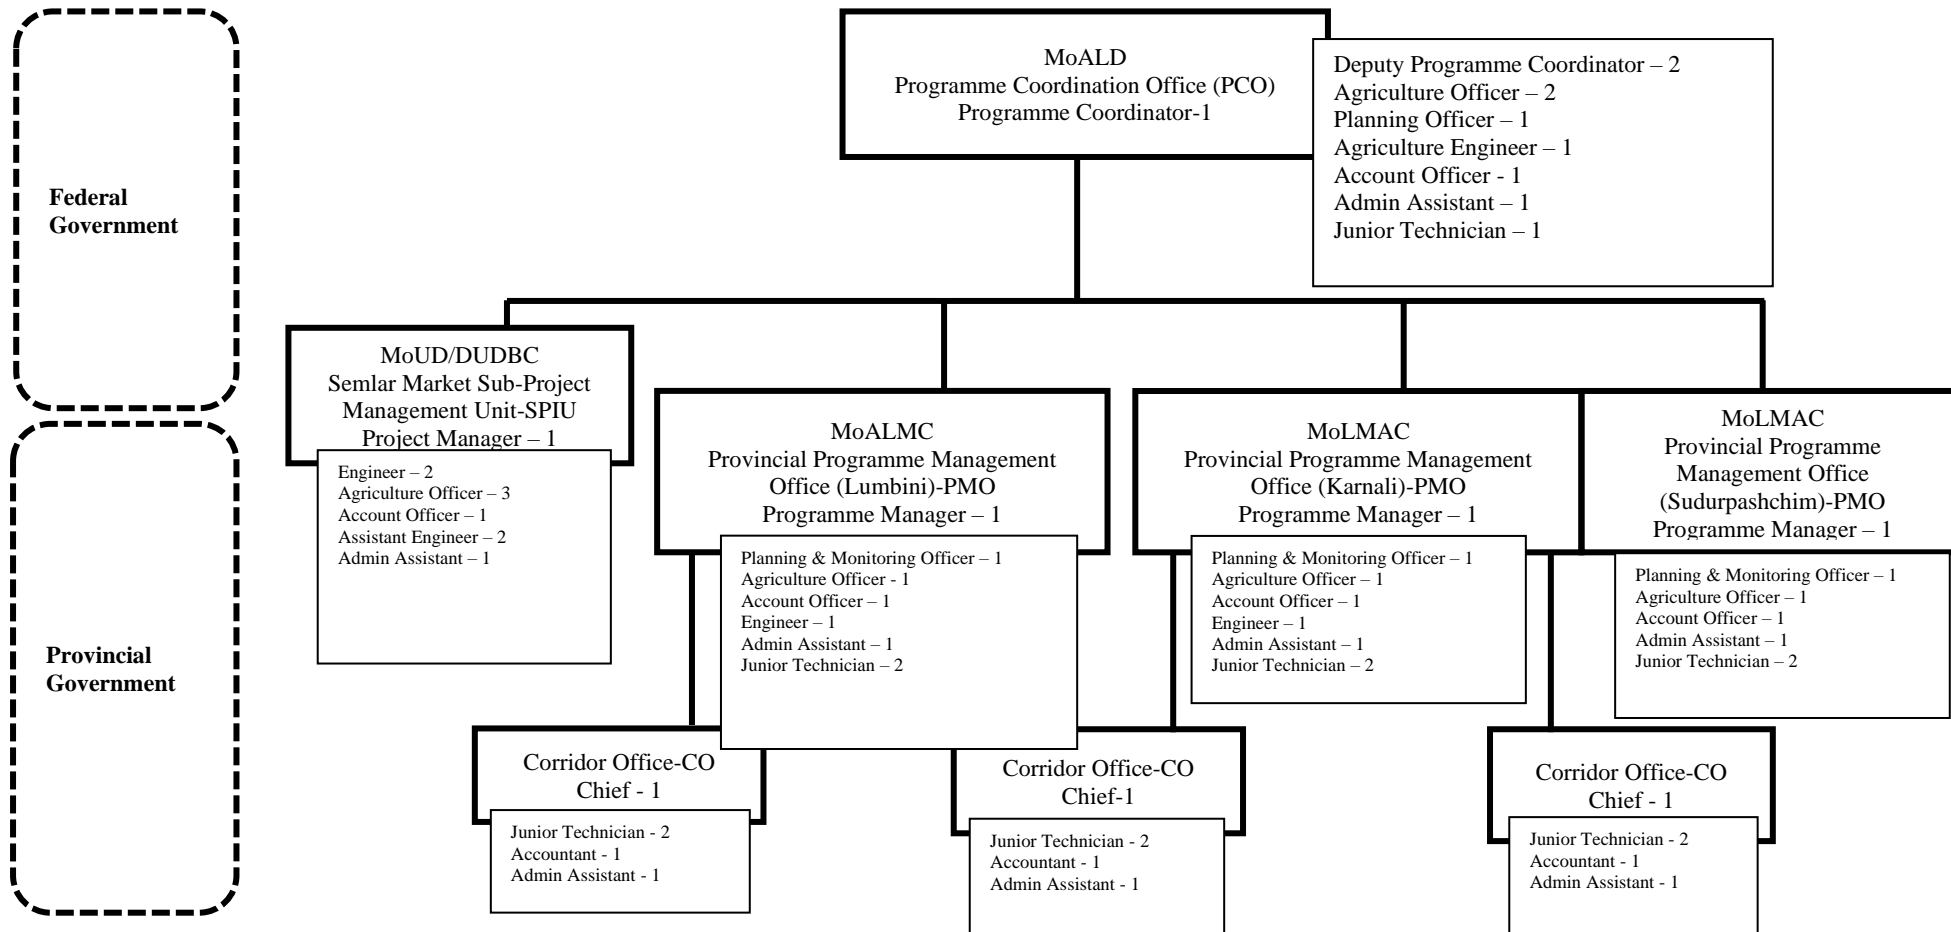 Federal
Government
MoALD
Programme Coordination Office (PCO)
Programme Coordinator-1
Deputy Programme Coordinator – 2
Agriculture Officer – 2
Planning Officer – 1
Agriculture Engineer – 1
Account Officer - 1
Admin Assistant – 1
Junior Technician – 1
MoUD/DUDBC
Semlar Market Sub-Project
Management Unit-SPIU
Project Manager – 1
Engineer – 2
Agriculture Officer – 3
Account Officer – 1
Assistant Engineer – 2
Admin Assistant – 1
Provincial
Government
MoALMC
Provincial Programme Management
Office (Lumbini)-PMO
Programme Manager – 1
Planning & Monitoring Officer – 1
Agriculture Officer - 1
Account Officer – 1
Engineer – 1
Admin Assistant – 1
Junior Technician – 2
MoLMAC
Provincial Programme Management
Office (Karnali)-PMO
Programme Manager – 1
Planning & Monitoring Officer – 1
Agriculture Officer – 1
Account Officer – 1
Engineer – 1
Admin Assistant – 1
Junior Technician – 2
MoLMAC
Provincial Programme
Management Office
(Sudurpashchim)-PMO
Programme Manager – 1
Planning & Monitoring Officer – 1
Agriculture Officer – 1
Account Officer – 1
Admin Assistant – 1
Junior Technician – 2
Corridor Office-CO
Chief - 1
Junior Technician - 2
Accountant - 1
Admin Assistant - 1
Corridor Office-CO
Chief-1
Junior Technician - 2
Accountant - 1
Admin Assistant - 1
Corridor Office-CO
Chief - 1
Junior Technician - 2
Accountant - 1
Admin Assistant - 1